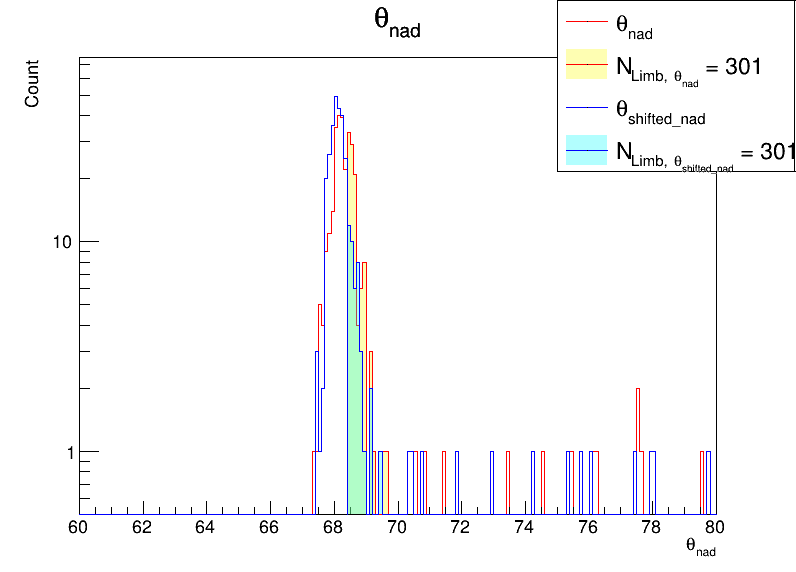 θnad
Count
θnad
NLimb, θnad = 301
θshifted_nad
NLimb, θshifted_nad = 301
10
1
60 62 64 66 68 70 72 74 76 78 80
θnad